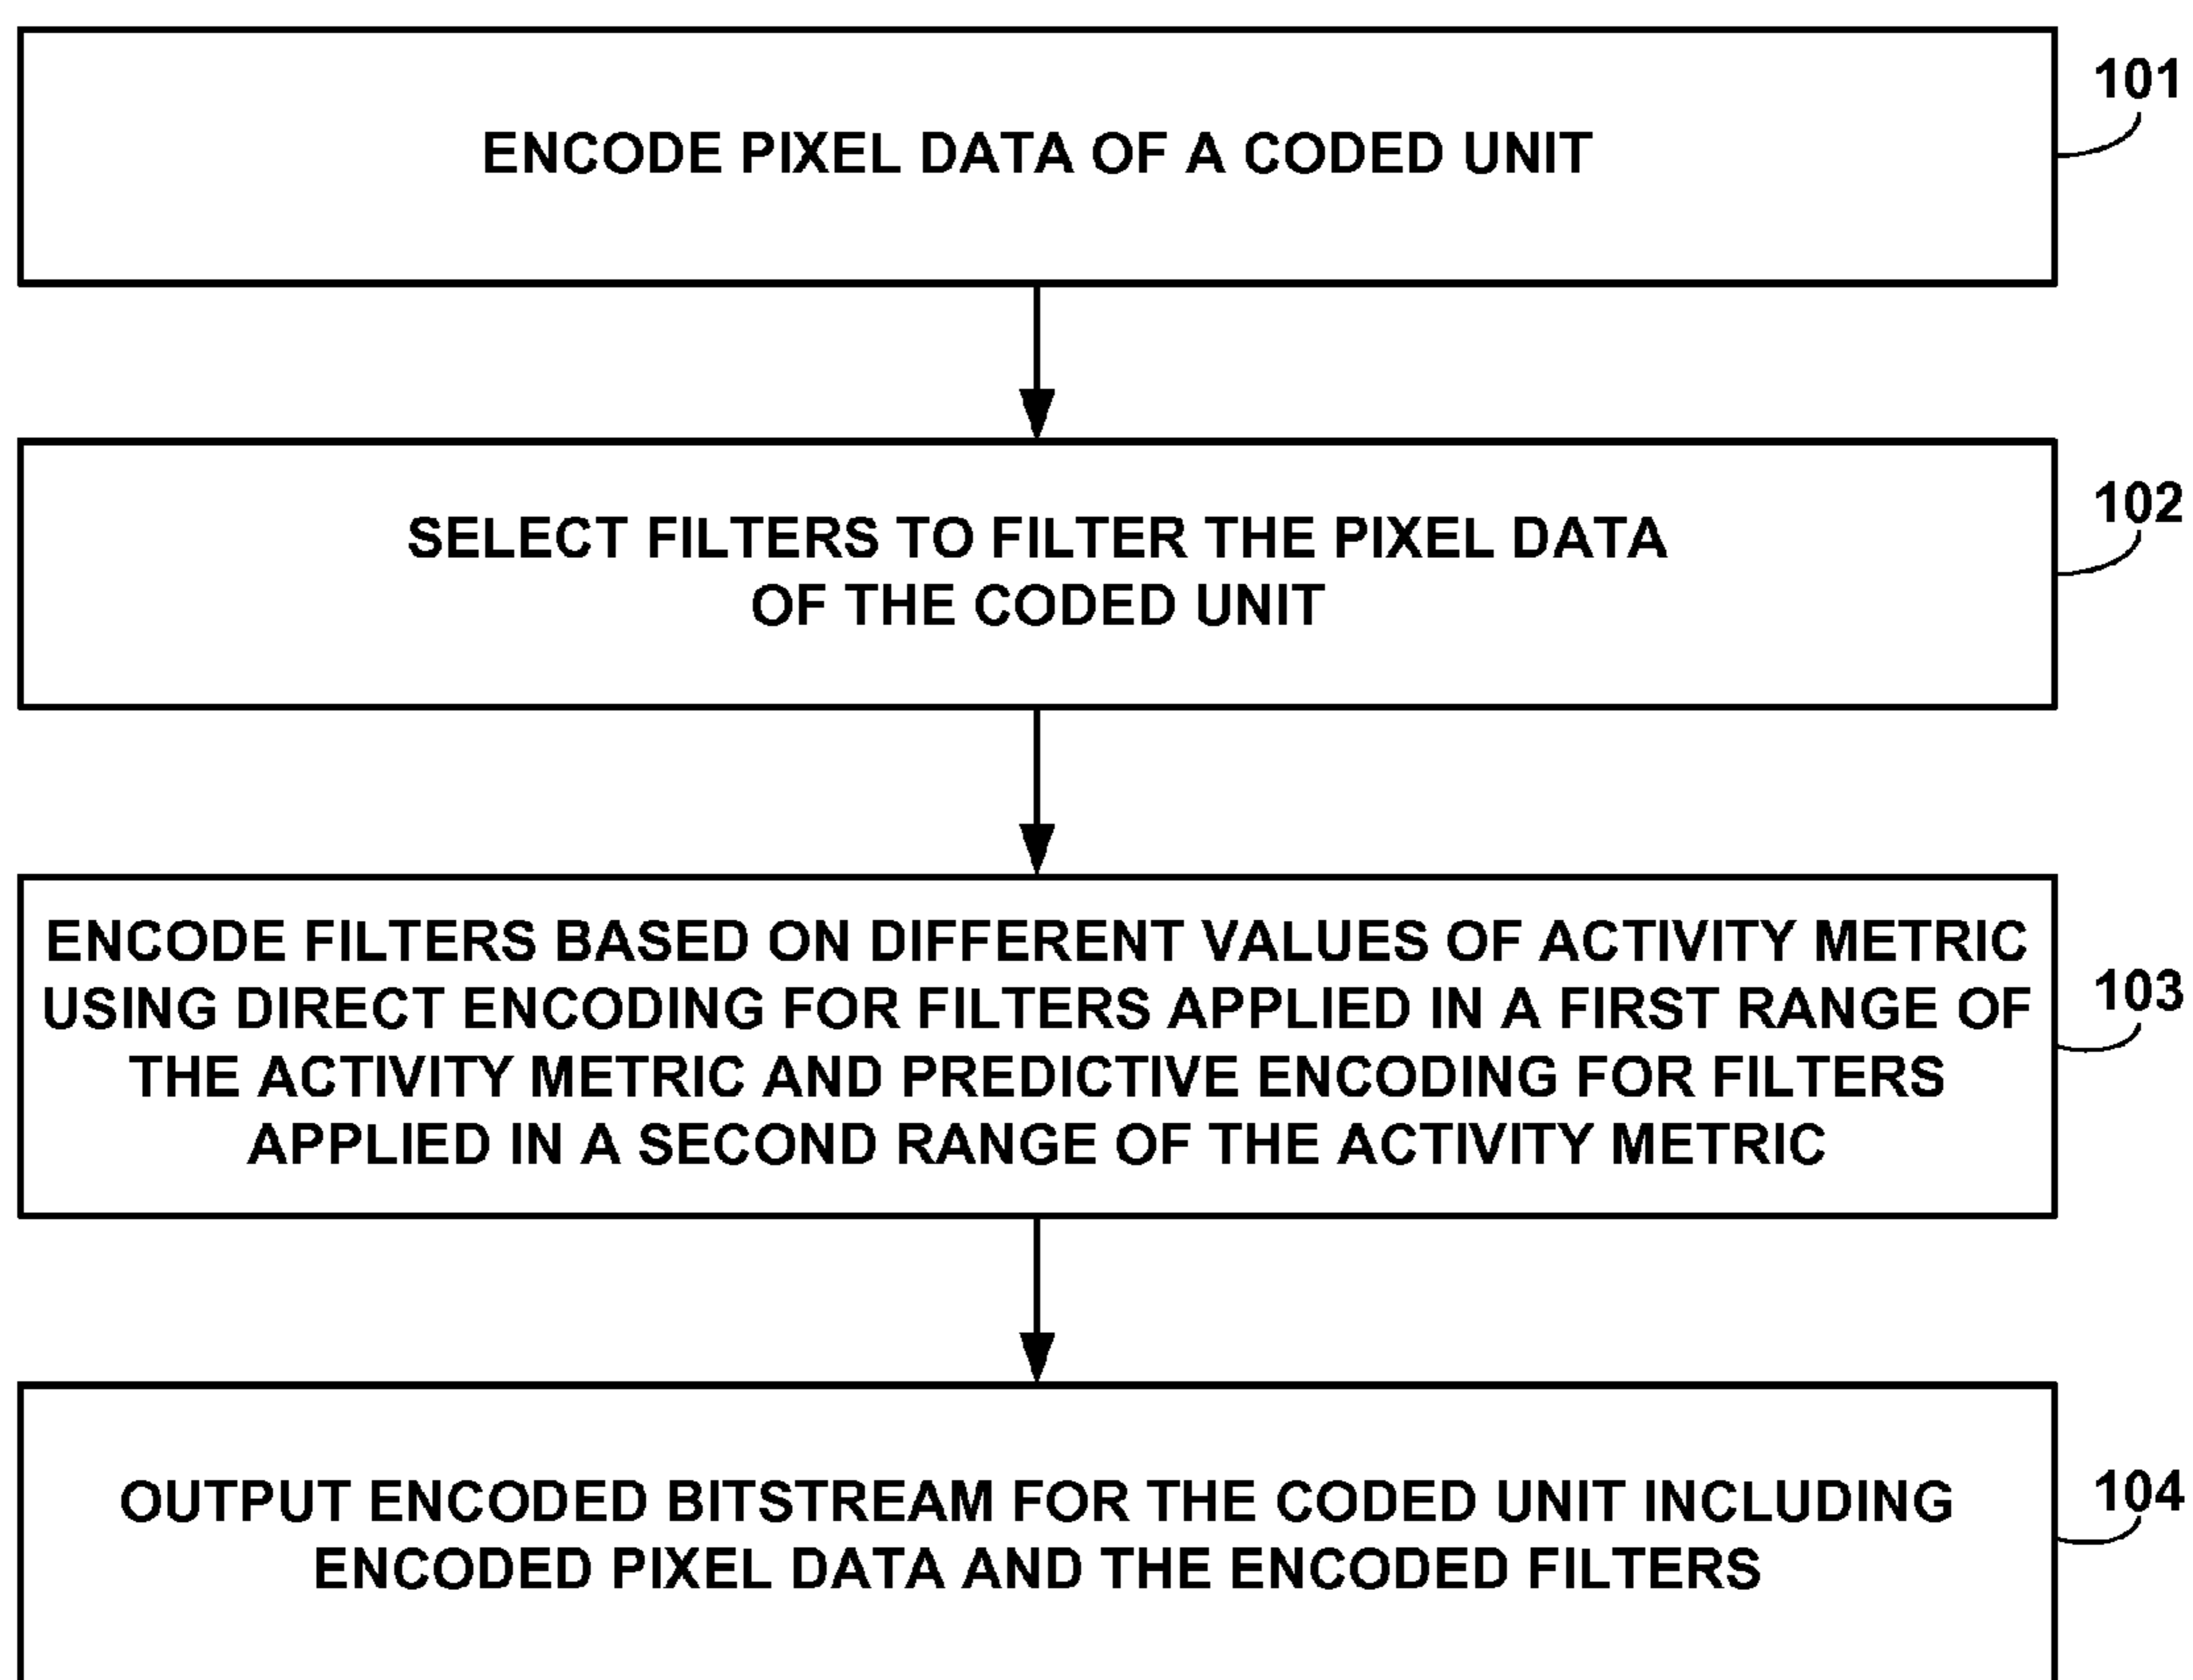 101
ENCODE PIXEL DATA OF A CODED UNIT
102
SELECT FILTERS TO FILTER THE PIXEL DATA
OF THE CODED UNIT
ENCODE FILTERS BASED ON DIFFERENT VALUES OF ACTIVITY METRIC
103
USING DIRECT ENCODING FOR FILTERS APPLIED IN A FIRST RANGE OF
THE ACTIVITY METRIC AND PREDICTIVE ENCODING FOR FILTERS
APPLIED IN A SECOND RANGE OF THE ACTIVITY METRIC
104
OUTPUT ENCODED BITSTREAM FOR THE CODED UNIT INCLUDING
ENCODED PIXEL DATA AND THE ENCODED FILTERS